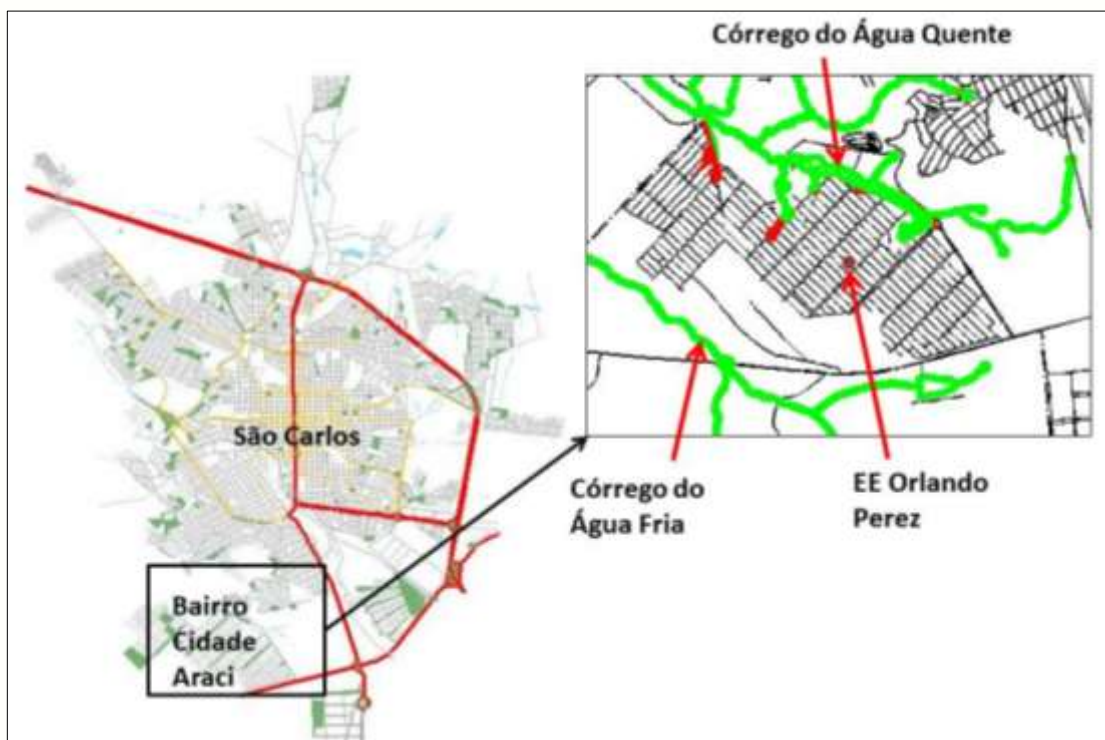 Córrego do Água Quente
São Carlos
Bairro
Cidade
Araci
Córrego do
Água Fria
EE Orlando
Perez